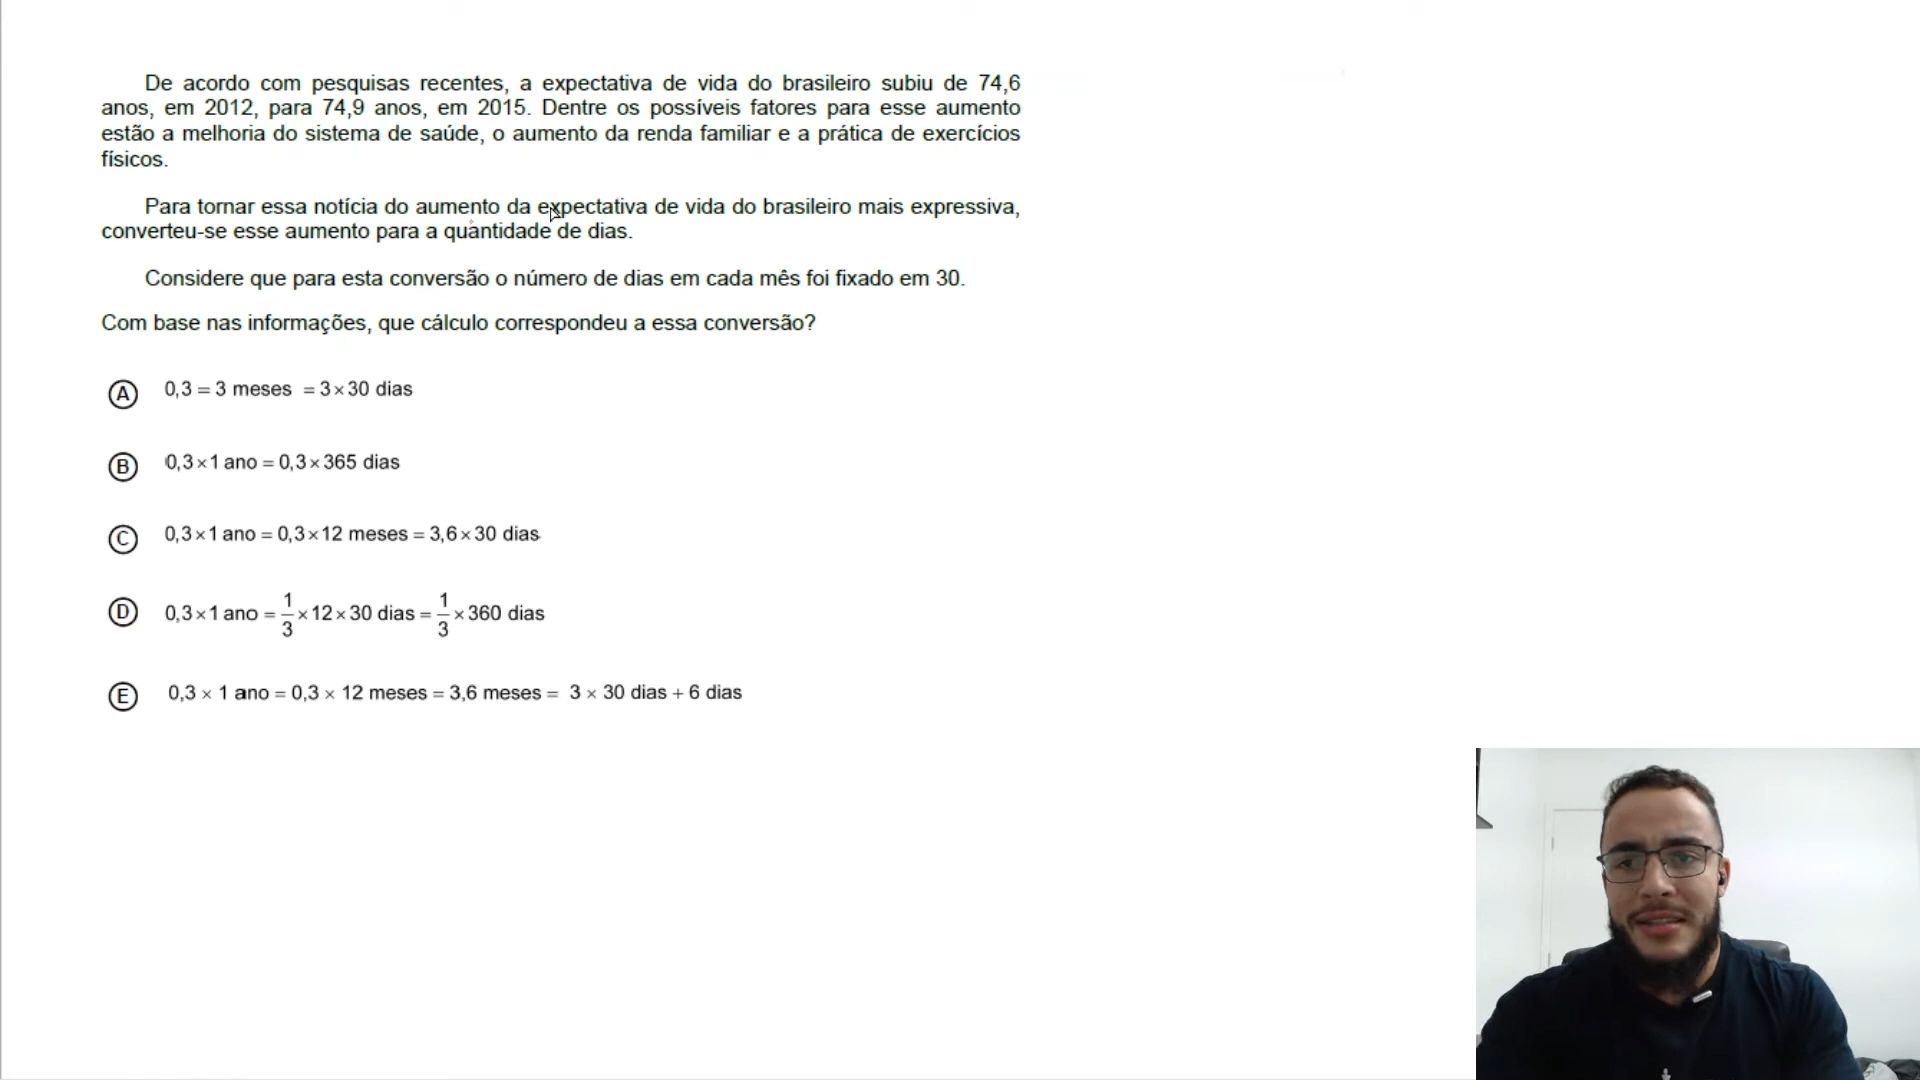 De acordo com pesquisas recentes, a expectativa de vida do brasileiro subiu de 74,6
anos, em 2012, para 74,9 anos, em 2015. Dentre os possíveis fatores para esse aumento
estão a melhoria do sistema de saúde, o aumento da renda familiar e a prática de exercícios
físicos.
Para tornar essa notícia do aumento da expectativa de vida do brasileiro mais expressiva,
converteu-se esse aumento para a quantidade de dias.
Considere que para esta conversão o número de dias em cada mês foi fixado em 30.
Com base nas informações, que cálculo correspondeu a essa conversão?
A 0,3 = 3 meses = 3 × 30 dias
B 0,3 × 1 ano = 0,3 × 365 dias
C 0,3 × 1 ano = 0,3 × 12 meses = 3,6 × 30 dias
D 0,3 × 1 ano = 1/3 × 12 × 30 dias = 1/3 × 360 dias
E 0,3 × 1 ano = 0,3 × 12 meses = 3,6 meses = 3 × 30 dias + 6 dias